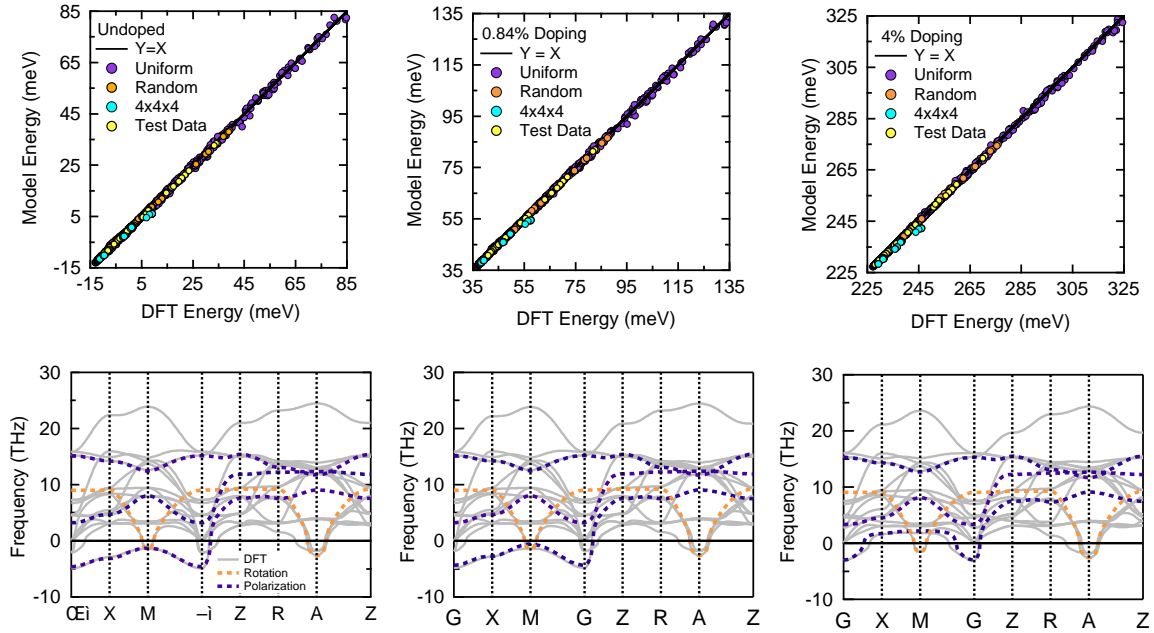 Undoped
Y=X
Uniform
Random
4x4x4
Test Data
Model Energy (meV)
85
65
45
25
5
-15
-15 5 25 45 65 85
DFT Energy (meV)
0.84% Doping
Y = X
Uniform
Random
4x4x4
Test Data
Model Energy (meV)
135
115
95
75
55
35
35 55 75 95 115 135
DFT Energy (meV)
4% Doping
Y = X
Uniform
Random
4x4x4
Test Data
Model Energy (meV)
325
305
285
265
245
225
225 245 265 285 305 325
DFT Energy (meV)
Frequency (THz)
30
20
10
0
-10
DFT
Rotation
Polarization
Œì X M –ì Z R A Z
Frequency (THz)
30
20
10
0
-10
G X M G Z R A Z
Frequency (THz)
30
20
10
0
-10
G X M G Z R A Z